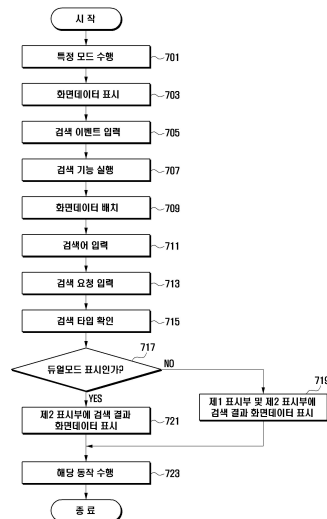 시 작
특정 모드 수행
701
화면데이터 표시
703
검색 이벤트 입력
705
검색 기능 실행
707
화면데이터 배치
709
검색어 입력
711
검색 요청 입력
713
검색 타입 확인
715
717
듀얼모드 표시인가?
NO
719
YES
제2 표시부에 검색 결과
화면데이터 표시
721
제1 표시부 및 제2 표시부에
검색 결과 화면데이터 표시
해당 동작 수행
723
종 료